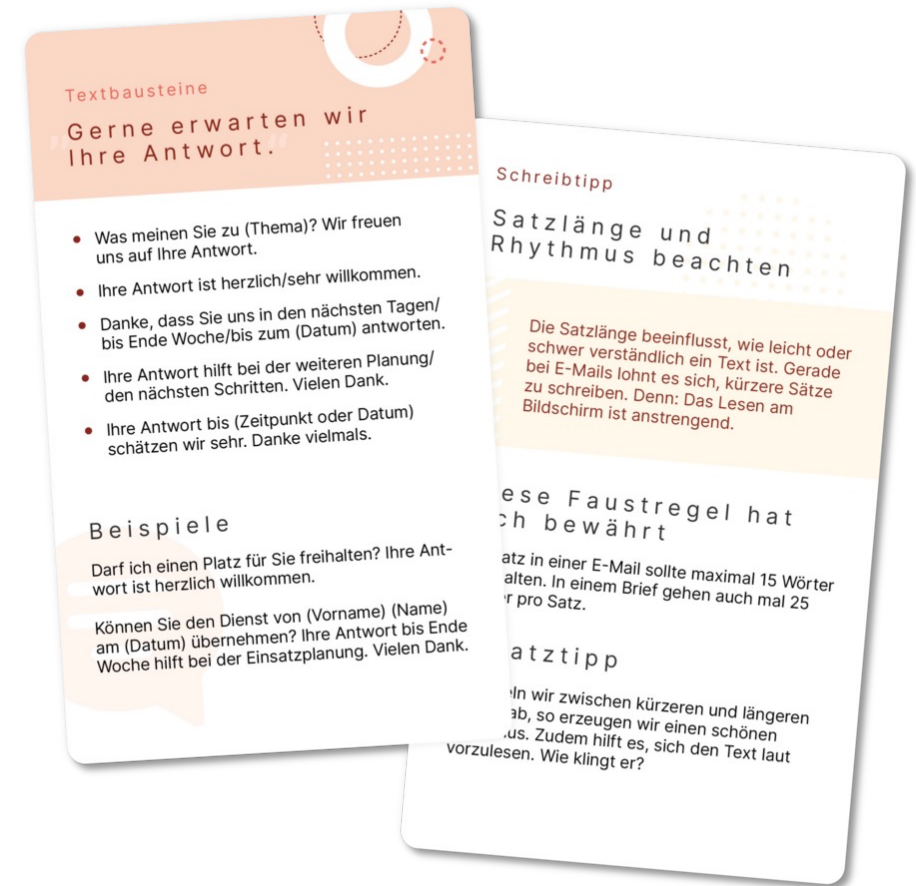 Textbausteine
Gerne erwarten wir
Ihre Antwort.
• Was meinen Sie zu (Thema)? Wir freuen
uns auf Ihre Antwort.
• Ihre Antwort ist herzlich/sehr willkommen.
• Danke, dass Sie uns in den nächsten Tagen/
bis Ende Woche/bis zum (Datum) antworten.
• Ihre Antwort hilft bei der weiteren Planung/
den nächsten Schritten. Vielen Dank.
• Ihre Antwort bis (Zeitpunkt oder Datum)
schätzen wir sehr. Danke vielmals.
Beispiele
Darf ich einen Platz für Sie freihalten? Ihre Ant-
wort ist herzlich willkommen.
Können Sie den Dienst von (Vorname) (Name)
am (Datum) übernehmen? Ihre Antwort bis Ende
Woche hilft bei der Einsatzplanung. Vielen Dank.
Schreibtipp
Satzlänge und
Rhythmus beachten
Die Satzlänge beeinflusst, wie leicht oder
schwer verständlich ein Text ist. Gerade
bei E-Mails lohnt es sich, kürzere Sätze
zu schreiben. Denn: Das Lesen am
Bildschirm ist anstrengend.
Faustregel hat
bewährt
in einer E-Mail sollte maximal 15 Wörter
In einem Brief gehen auch mal 25
pro Satz.
wir zwischen kürzeren und längeren
ab, so erzeugen wir einen schönen
Zudem hilft es, sich den Text laut
vorzulesen. Wie klingt er?